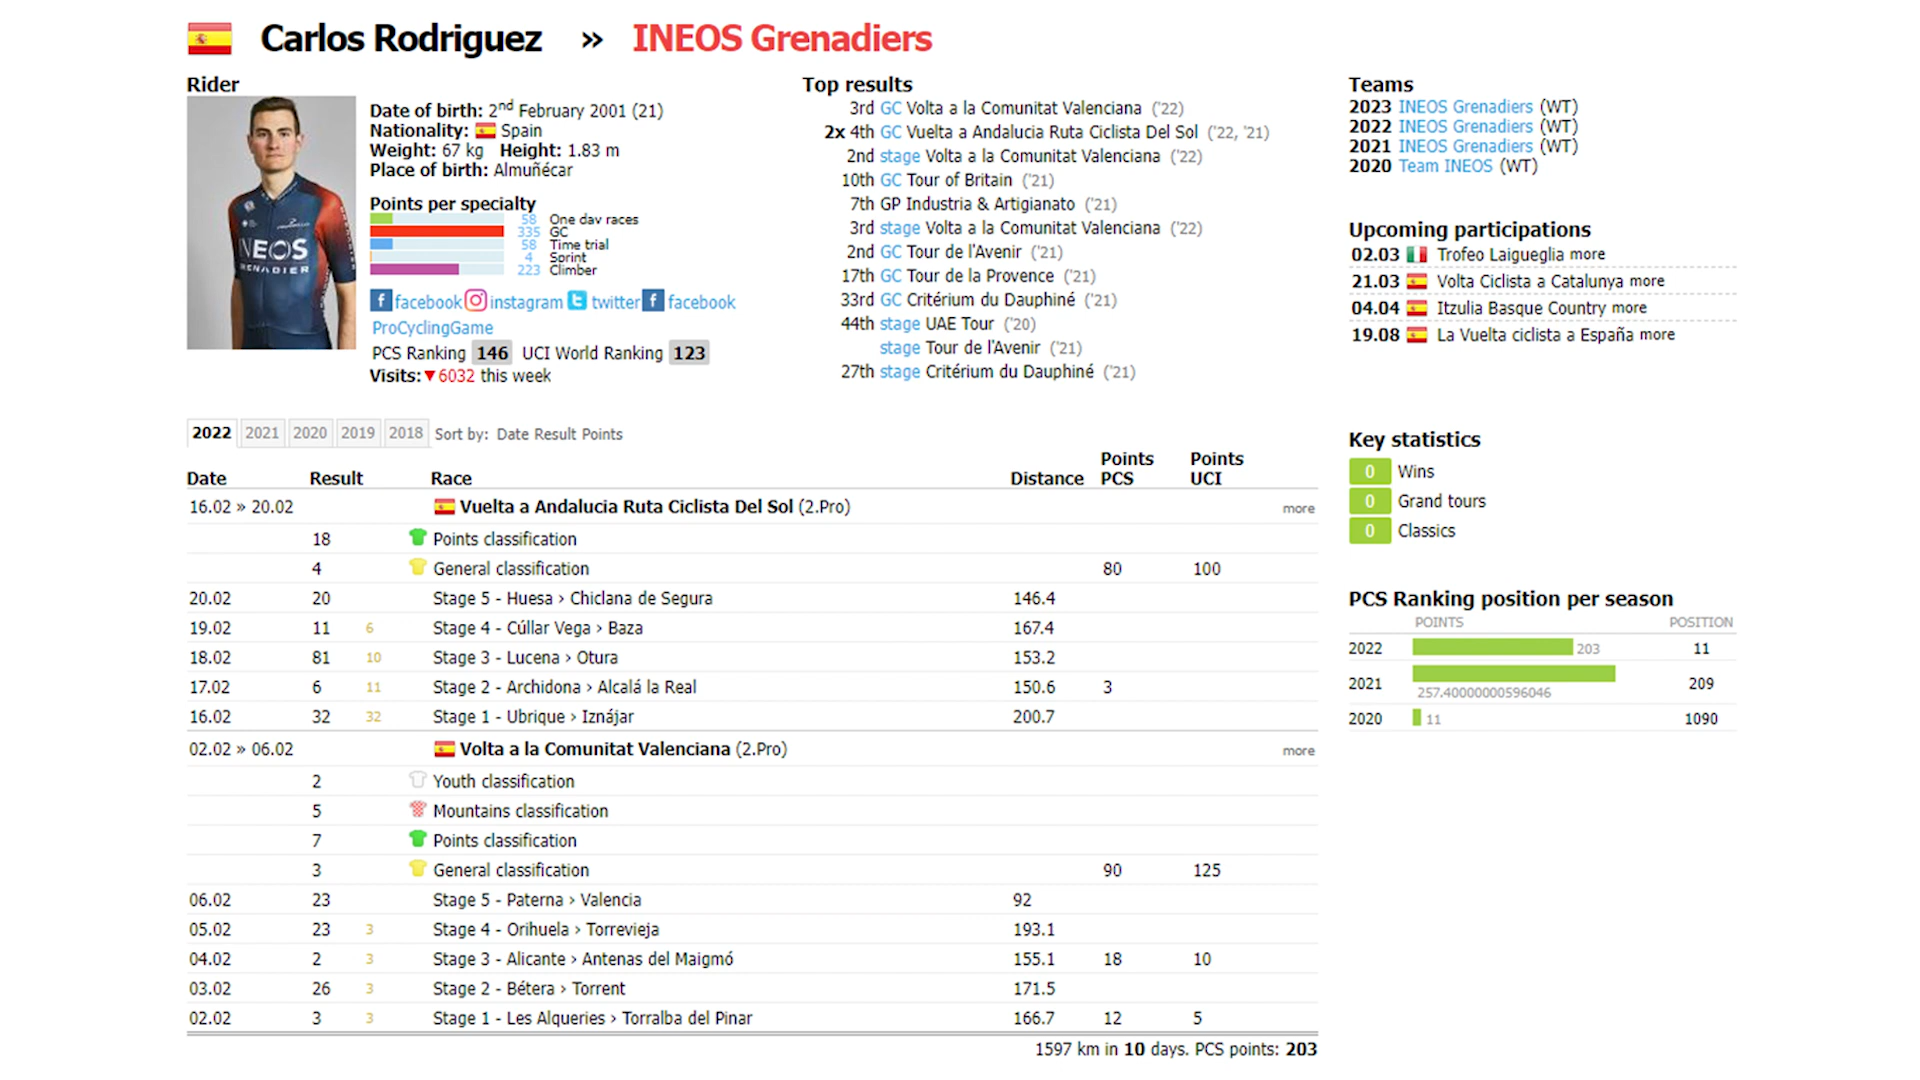 Carlos Rodriguez » INEOS Grenadiers
Rider
INEOS
GRENADIER
Date of birth: 2nd February 2001 (21)
Nationality: Spain
Weight: 67 kg Height: 1.83 m
Place of birth: Almuñécar
Points per specialty
58 One day races
335 GC
58 Time trial
4 Sprint
223 Climber
facebook instagram twitter facebook
ProCyclingGame
PCS Ranking 146 UCI World Ranking 123
Visits: ▼6032 this week
Top results
3rd GC Volta a la Comunitat Valenciana ('22)
2x 4th GC Vuelta a Andalucia Ruta Ciclista Del Sol ('22, '21)
2nd stage Volta a la Comunitat Valenciana ('22)
10th GC Tour of Britain ('21)
7th GP Industria & Artigianato ('21)
3rd stage Volta a la Comunitat Valenciana ('22)
2nd GC Tour de l'Avenir ('21)
17th GC Tour de la Provence ('21)
33rd GC Critérium du Dauphiné ('21)
44th stage UAE Tour ('20)
stage Tour de l'Avenir ('21)
27th stage Critérium du Dauphiné ('21)
Teams
2023 INEOS Grenadiers (WT)
2022 INEOS Grenadiers (WT)
2021 INEOS Grenadiers (WT)
2020 Team INEOS (WT)
Upcoming participations
02.03 Trofeo Laigueglia more
21.03 Volta Ciclista a Catalunya more
04.04 Itzulia Basque Country more
19.08 La Vuelta ciclista a España more
2022 2021 2020 2019 2018 Sort by: Date Result Points
Date Result Race Distance Points PCS Points UCI
16.02 » 20.02 Vuelta a Andalucia Ruta Ciclista Del Sol (2.Pro) more
18 Points classification
4 General classification 80 100
20.02 20 Stage 5 - Huesa › Chiclana de Segura 146.4
19.02 11 6 Stage 4 - Cúllar Vega › Baza 167.4
18.02 81 10 Stage 3 - Lucena › Otura 153.2
17.02 6 11 Stage 2 - Archidona › Alcalá la Real 150.6 3
16.02 32 32 Stage 1 - Ubrique › Iznájar 200.7
02.02 » 06.02 Volta a la Comunitat Valenciana (2.Pro) more
2 Youth classification
5 Mountains classification
7 Points classification
3 General classification 90 125
06.02 23 Stage 5 - Paterna › Valencia 92
05.02 23 3 Stage 4 - Orihuela › Torrevieja 193.1
04.02 2 3 Stage 3 - Alicante › Antenas del Maigmó 155.1 18 10
03.02 26 3 Stage 2 - Bétera › Torrent 171.5
02.02 3 3 Stage 1 - Les Alqueries › Torralba del Pinar 166.7 12 5
1597 km in 10 days. PCS points: 203
Key statistics
0 Wins
0 Grand tours
0 Classics
PCS Ranking position per season
POINTS POSITION
2022 203 11
2021 257.40000000596046 209
2020 11 1090